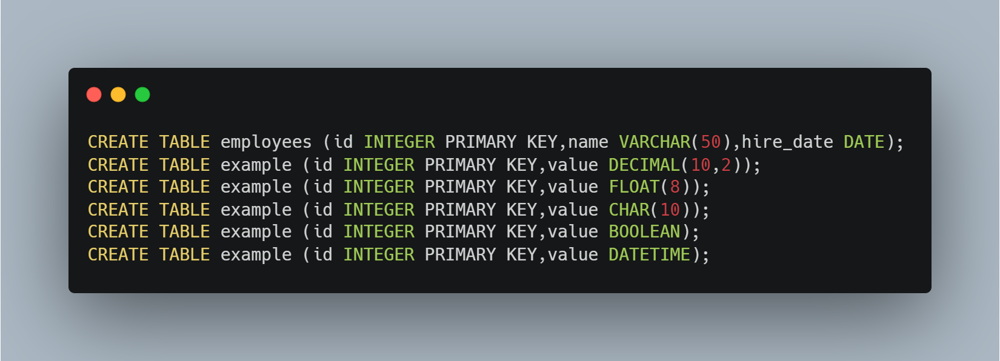 CREATE TABLE employees (id INTEGER PRIMARY KEY,name VARCHAR(50),hire_date DATE);
CREATE TABLE example (id INTEGER PRIMARY KEY,value DECIMAL(10,2));
CREATE TABLE example (id INTEGER PRIMARY KEY,value FLOAT(8));
CREATE TABLE example (id INTEGER PRIMARY KEY,value CHAR(10));
CREATE TABLE example (id INTEGER PRIMARY KEY,value BOOLEAN);
CREATE TABLE example (id INTEGER PRIMARY KEY,value DATETIME);